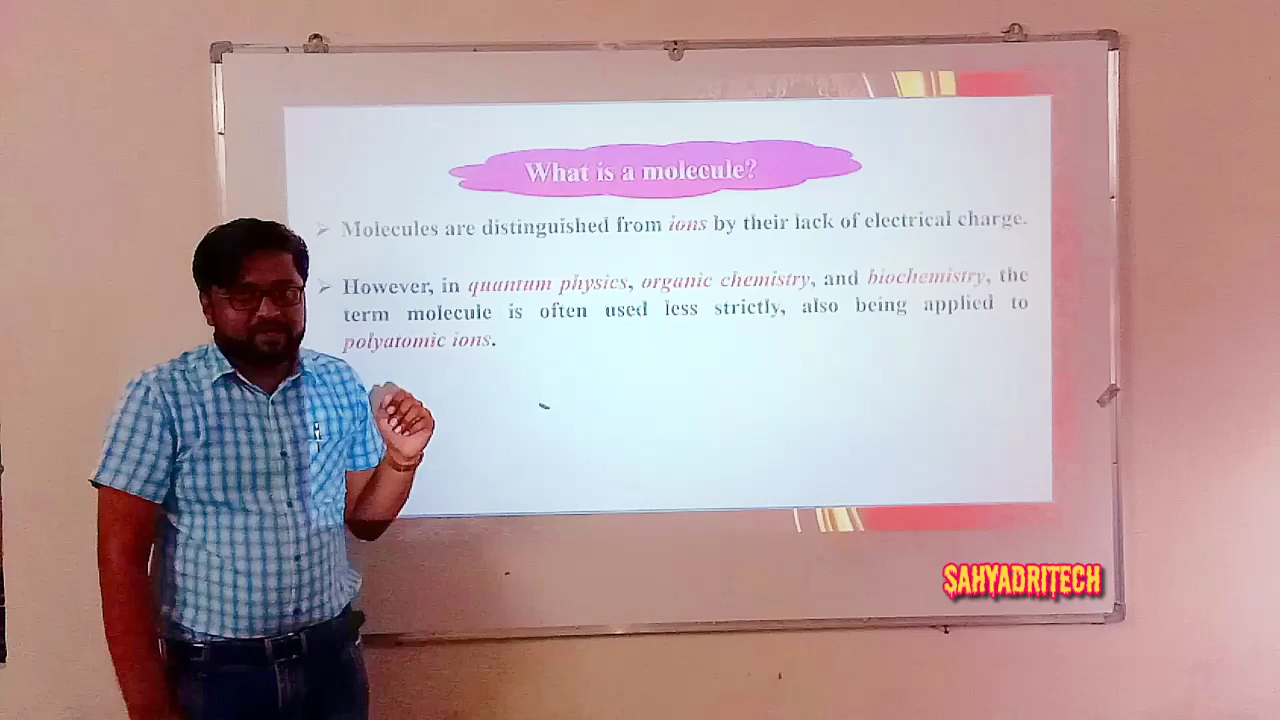 What is a molecule?
➢ Molecules are distinguished from ions by their lack of electrical charge.
➢ However, in quantum physics, organic chemistry, and biochemistry, the
term molecule is often used less strictly, also being applied to
polyatomic ions.
SAHYADRITECH